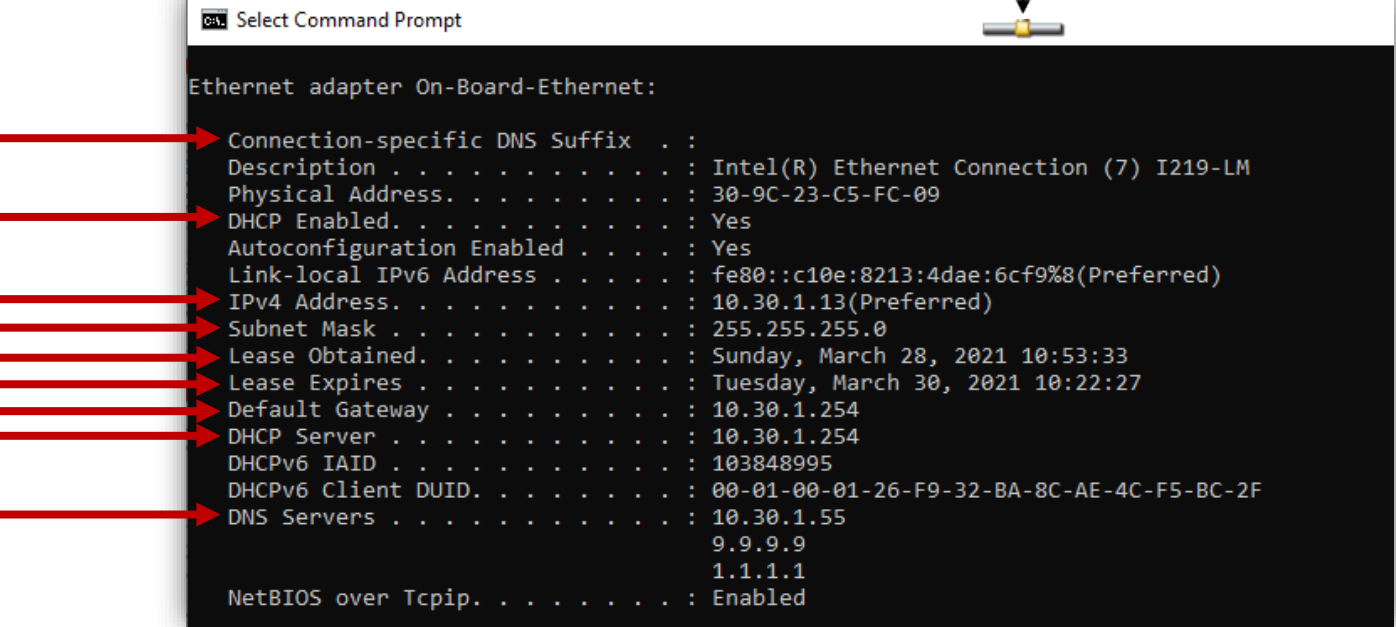 Select Command Prompt
Ethernet adapter On-Board-Ethernet:
Connection-specific DNS Suffix  . :
Description . . . . . . . . . . . : Intel(R) Ethernet Connection (7) I219-LM
Physical Address. . . . . . . . . : 30-9C-23-C5-FC-09
DHCP Enabled. . . . . . . . . . . : Yes
Autoconfiguration Enabled . . . . : Yes
Link-local IPv6 Address . . . . . : fe80::c10e:8213:4dae:6cf9%8(Preferred)
IPv4 Address. . . . . . . . . . . : 10.30.1.13(Preferred)
Subnet Mask . . . . . . . . . . . : 255.255.255.0
Lease Obtained. . . . . . . . . . : Sunday, March 28, 2021 10:53:33
Lease Expires . . . . . . . . . . : Tuesday, March 30, 2021 10:22:27
Default Gateway . . . . . . . . . : 10.30.1.254
DHCP Server . . . . . . . . . . . : 10.30.1.254
DHCPv6 IAID . . . . . . . . . . . : 103848995
DHCPv6 Client DUID. . . . . . . . : 00-01-00-01-26-F9-32-BA-8C-AE-4C-F5-BC-2F
DNS Servers . . . . . . . . . . . : 10.30.1.55
9.9.9.9
1.1.1.1
NetBIOS over Tcpip. . . . . . . . : Enabled